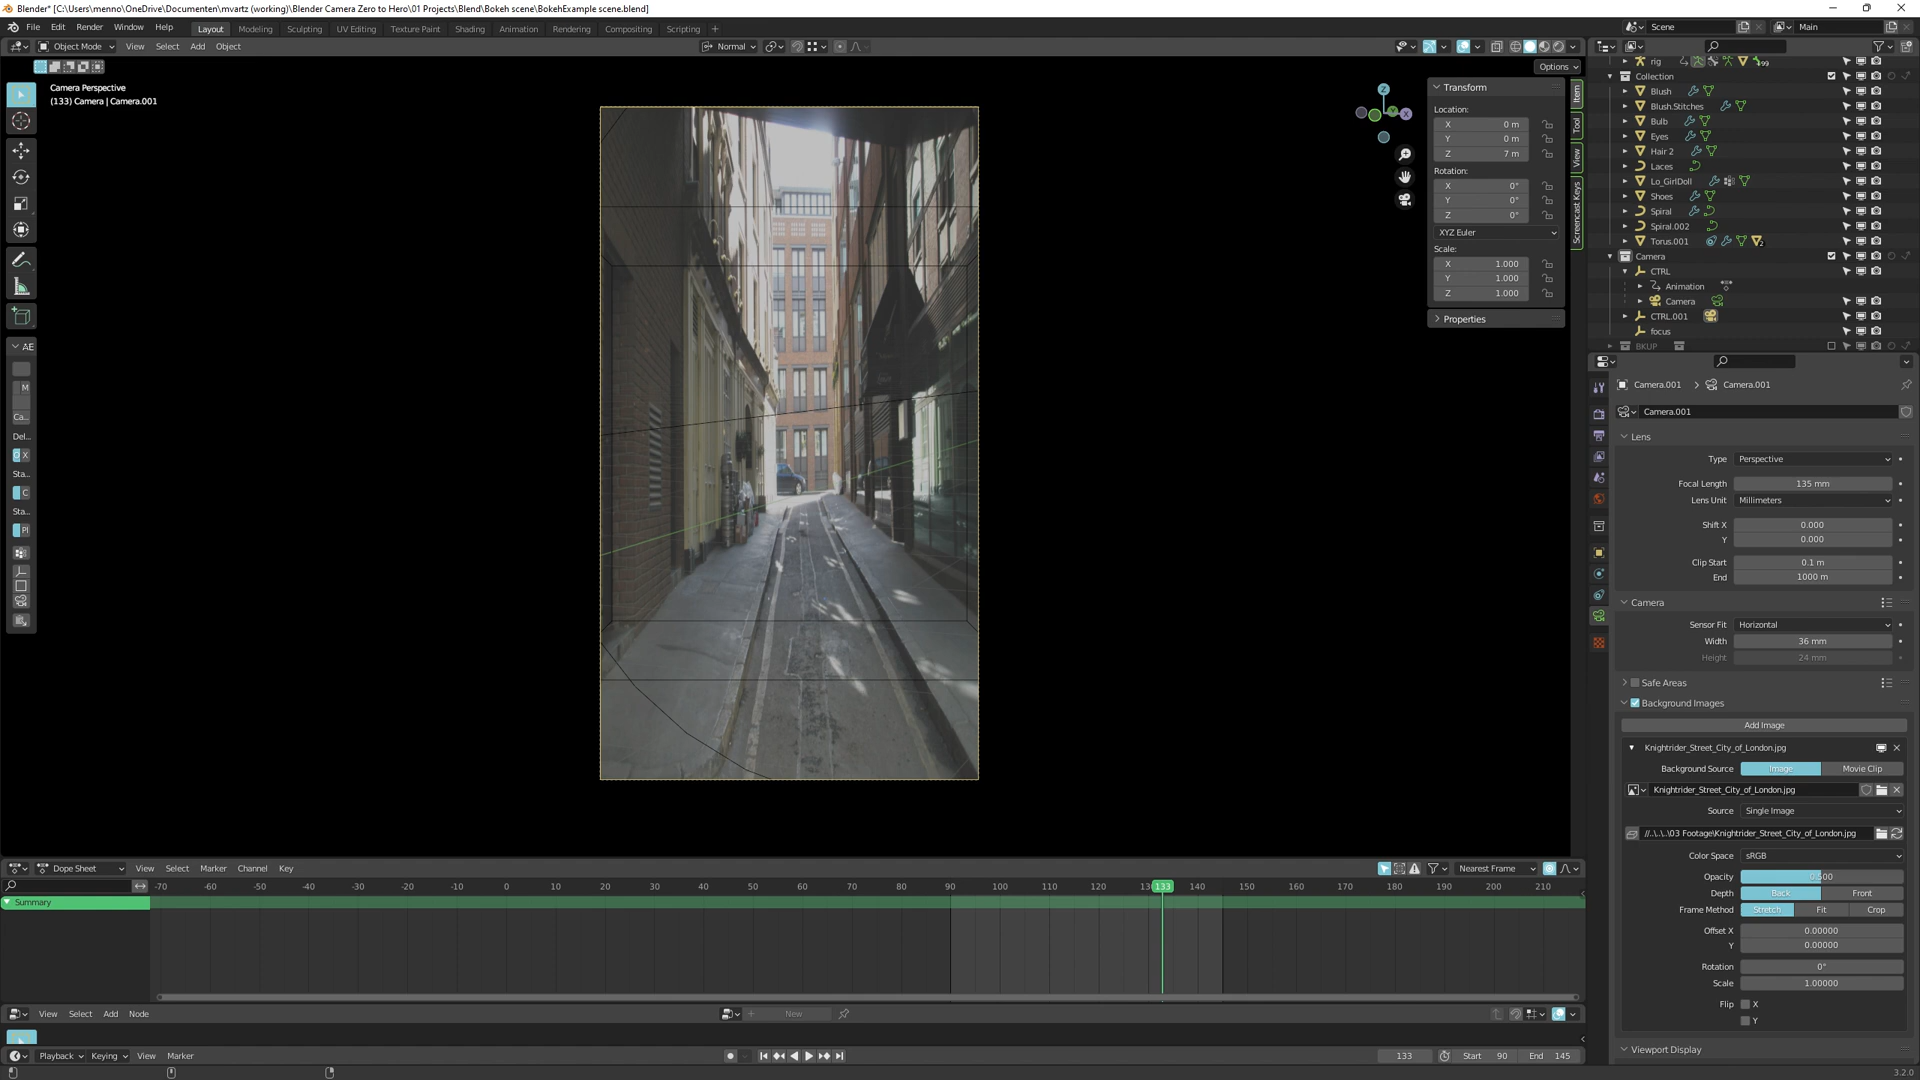 Blender* [C:\Users\menno\OneDrive\Documenten\mvartz (working)\Blender Camera Zero to Hero\01 Projects\Blend\Bokeh scene\BokehExample scene.blend]
File Edit Render Window Help Layout Modeling Sculpting UV Editing Texture Paint Shading Animation Rendering Compositing Scripting + Scene Main
Object Mode View Select Add Object Normal
Options
Camera Perspective
(133) Camera | Camera.001
Transform
Location:
X 0 m
Y 0 m
Z 7 m
Rotation:
X 0°
Y 0°
Z 0°
XYZ Euler
Scale:
X 1.000
Y 1.000
Z 1.000
Properties
Item
Tool
View
Screencast Keys
Z
Y
X
AE
M
Ca...
Del...
X
Sta...
C
Sta...
Pl
rig 99
Collection
Blush
Blush.Stitches
Bulb
Eyes
Hair 2
Laces
Lo_GirlDoll
Shoes
Spiral
Spiral.002
Torus.001 2
Camera
CTRL
Animation
Camera
CTRL.001
focus
BKUP
Camera.001 > Camera.001
Camera.001
Lens
Type Perspective
Focal Length 135 mm
Lens Unit Millimeters
Shift X 0.000
Y 0.000
Clip Start 0.1 m
End 1000 m
Camera
Sensor Fit Horizontal
Width 36 mm
Height 24 mm
Safe Areas
Background Images
Add Image
Knightrider_Street_City_of_London.jpg
Background Source Image Movie Clip
Knightrider_Street_City_of_London.jpg
Source Single Image
//..\..\..\03 Footage\Knightrider_Street_City_of_London.jpg
Color Space sRGB
Opacity 0.500
Depth Back Front
Frame Method Stretch Fit Crop
Offset X 0.00000
Y 0.00000
Rotation 0°
Scale 1.00000
Flip X
Y
Viewport Display
Dope Sheet View Select Marker Channel Key Nearest Frame
-70 -60 -50 -40 -30 -20 -10 0 10 20 30 40 50 60 70 80 90 100 110 120 133 140 150 160 170 180 190 200 210
Summary
View Select Add Node New
Playback Keying View Marker 133 Start 90 End 145
3.2.0